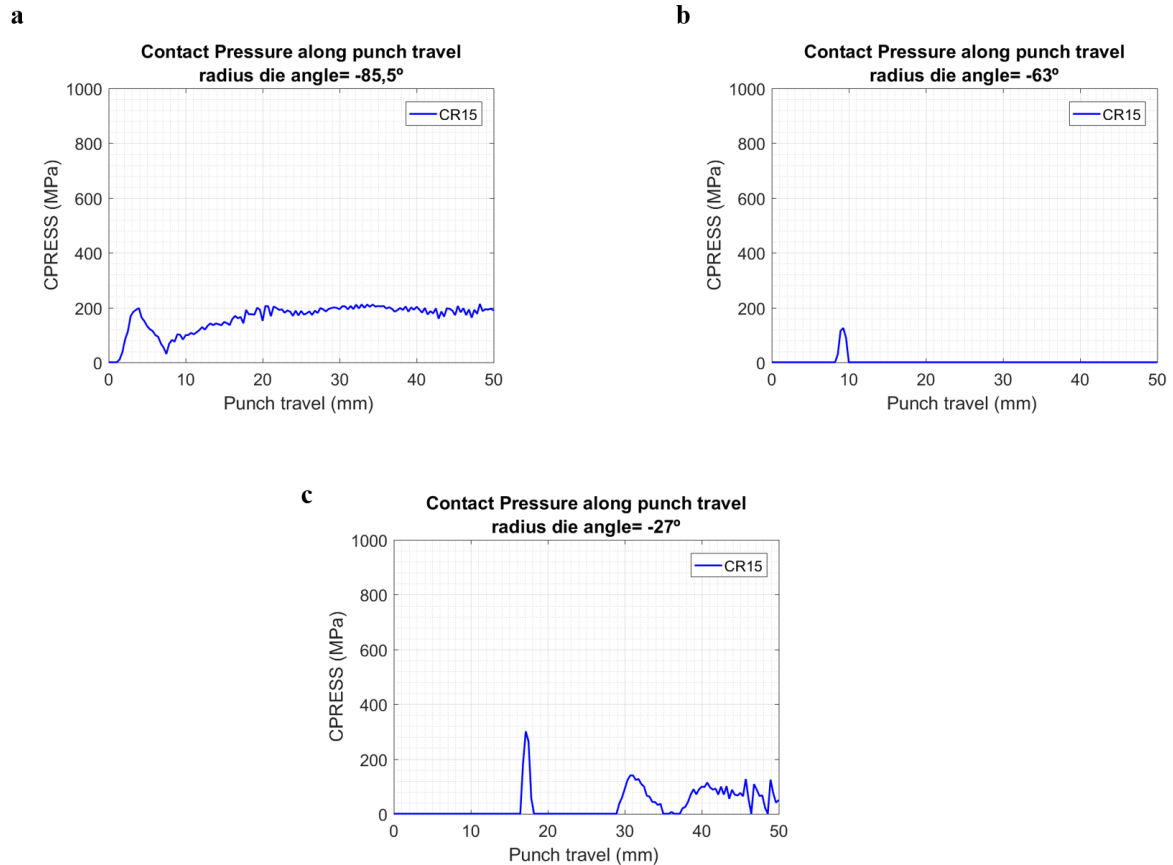 a
Contact Pressure along punch travel
radius die angle= -85,5º
1000
800
600
400
200
0
CPRESS (MPa)
CR15
0 10 20 30 40 50
Punch travel (mm)
b
Contact Pressure along punch travel
radius die angle= -63º
1000
800
600
400
200
0
CPRESS (MPa)
CR15
0 10 20 30 40 50
Punch travel (mm)
c
Contact Pressure along punch travel
radius die angle= -27º
1000
800
600
400
200
0
CPRESS (MPa)
CR15
0 10 20 30 40 50
Punch travel (mm)